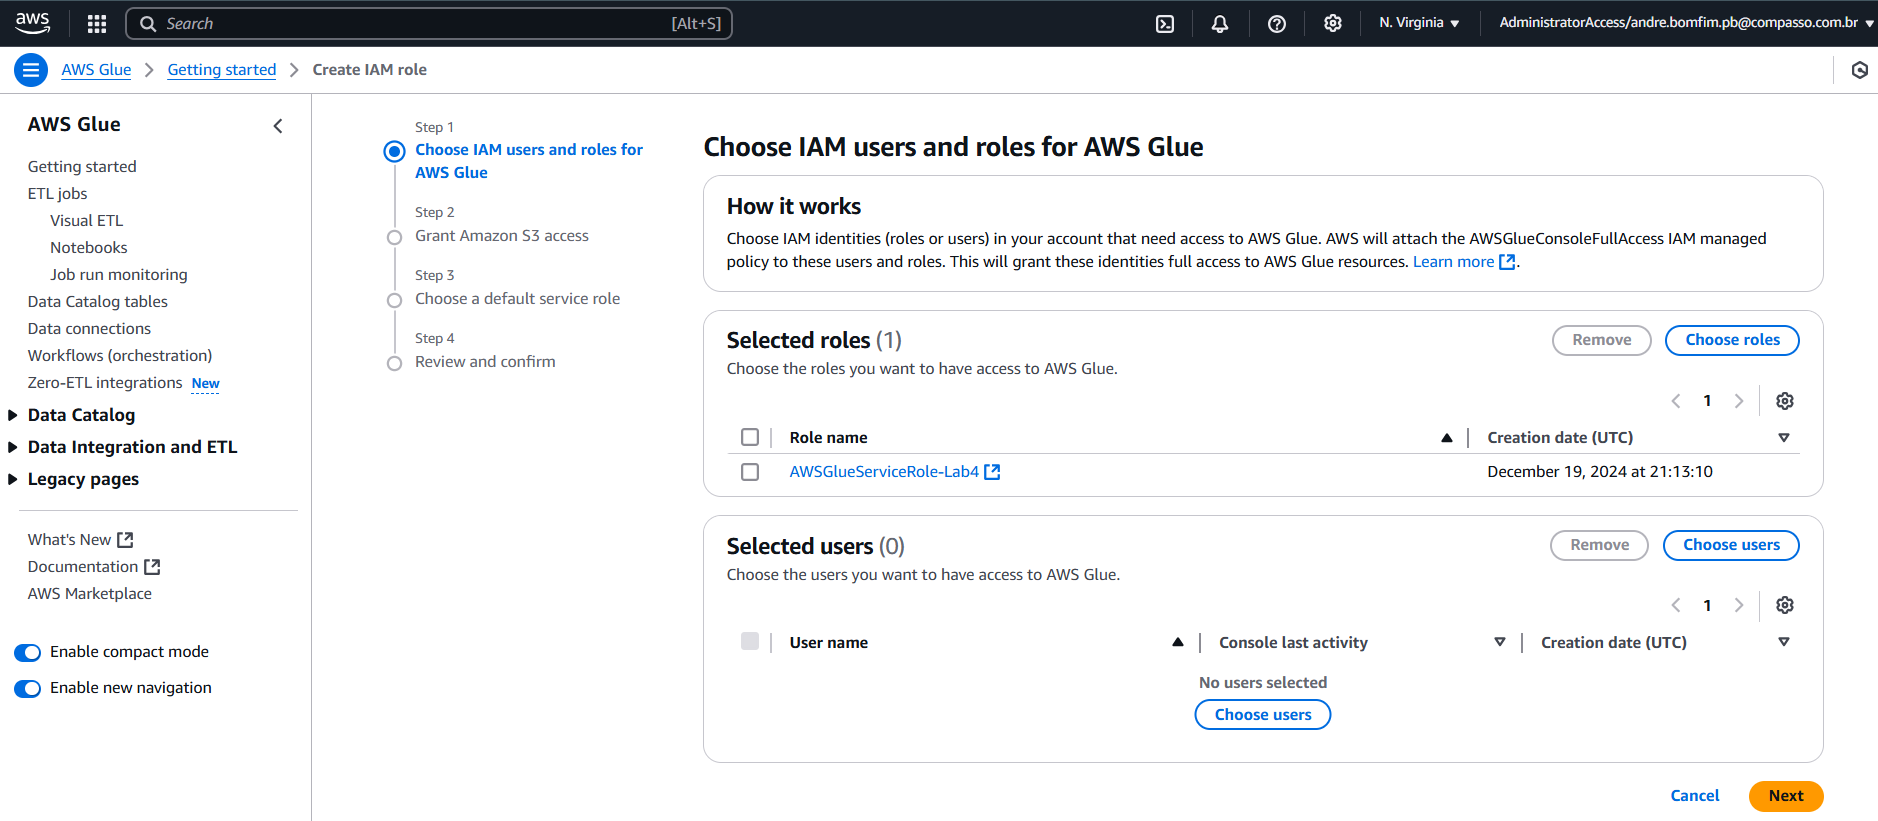 aws
Search [Alt+S]
N. Virginia
AdministratorAccess/andre.bomfim.pb@compasso.com.br
AWS Glue
Getting started
Create IAM role
AWS Glue
Getting started
ETL jobs
Visual ETL
Notebooks
Job run monitoring
Data Catalog tables
Data connections
Workflows (orchestration)
Zero-ETL integrations New
Data Catalog
Data Integration and ETL
Legacy pages
What's New
Documentation
AWS Marketplace
Enable compact mode
Enable new navigation
Step 1
Choose IAM users and roles for
AWS Glue
Step 2
Grant Amazon S3 access
Step 3
Choose a default service role
Step 4
Review and confirm
Choose IAM users and roles for AWS Glue
How it works
Choose IAM identities (roles or users) in your account that need access to AWS Glue. AWS will attach the AWSGlueConsoleFullAccess IAM managed
policy to these users and roles. This will grant these identities full access to AWS Glue resources. Learn more .
Selected roles (1)
Remove
Choose roles
Choose the roles you want to have access to AWS Glue.
1
Role name
Creation date (UTC)
AWSGlueServiceRole-Lab4
December 19, 2024 at 21:13:10
Selected users (0)
Remove
Choose users
Choose the users you want to have access to AWS Glue.
1
User name
Console last activity
Creation date (UTC)
No users selected
Choose users
Cancel
Next